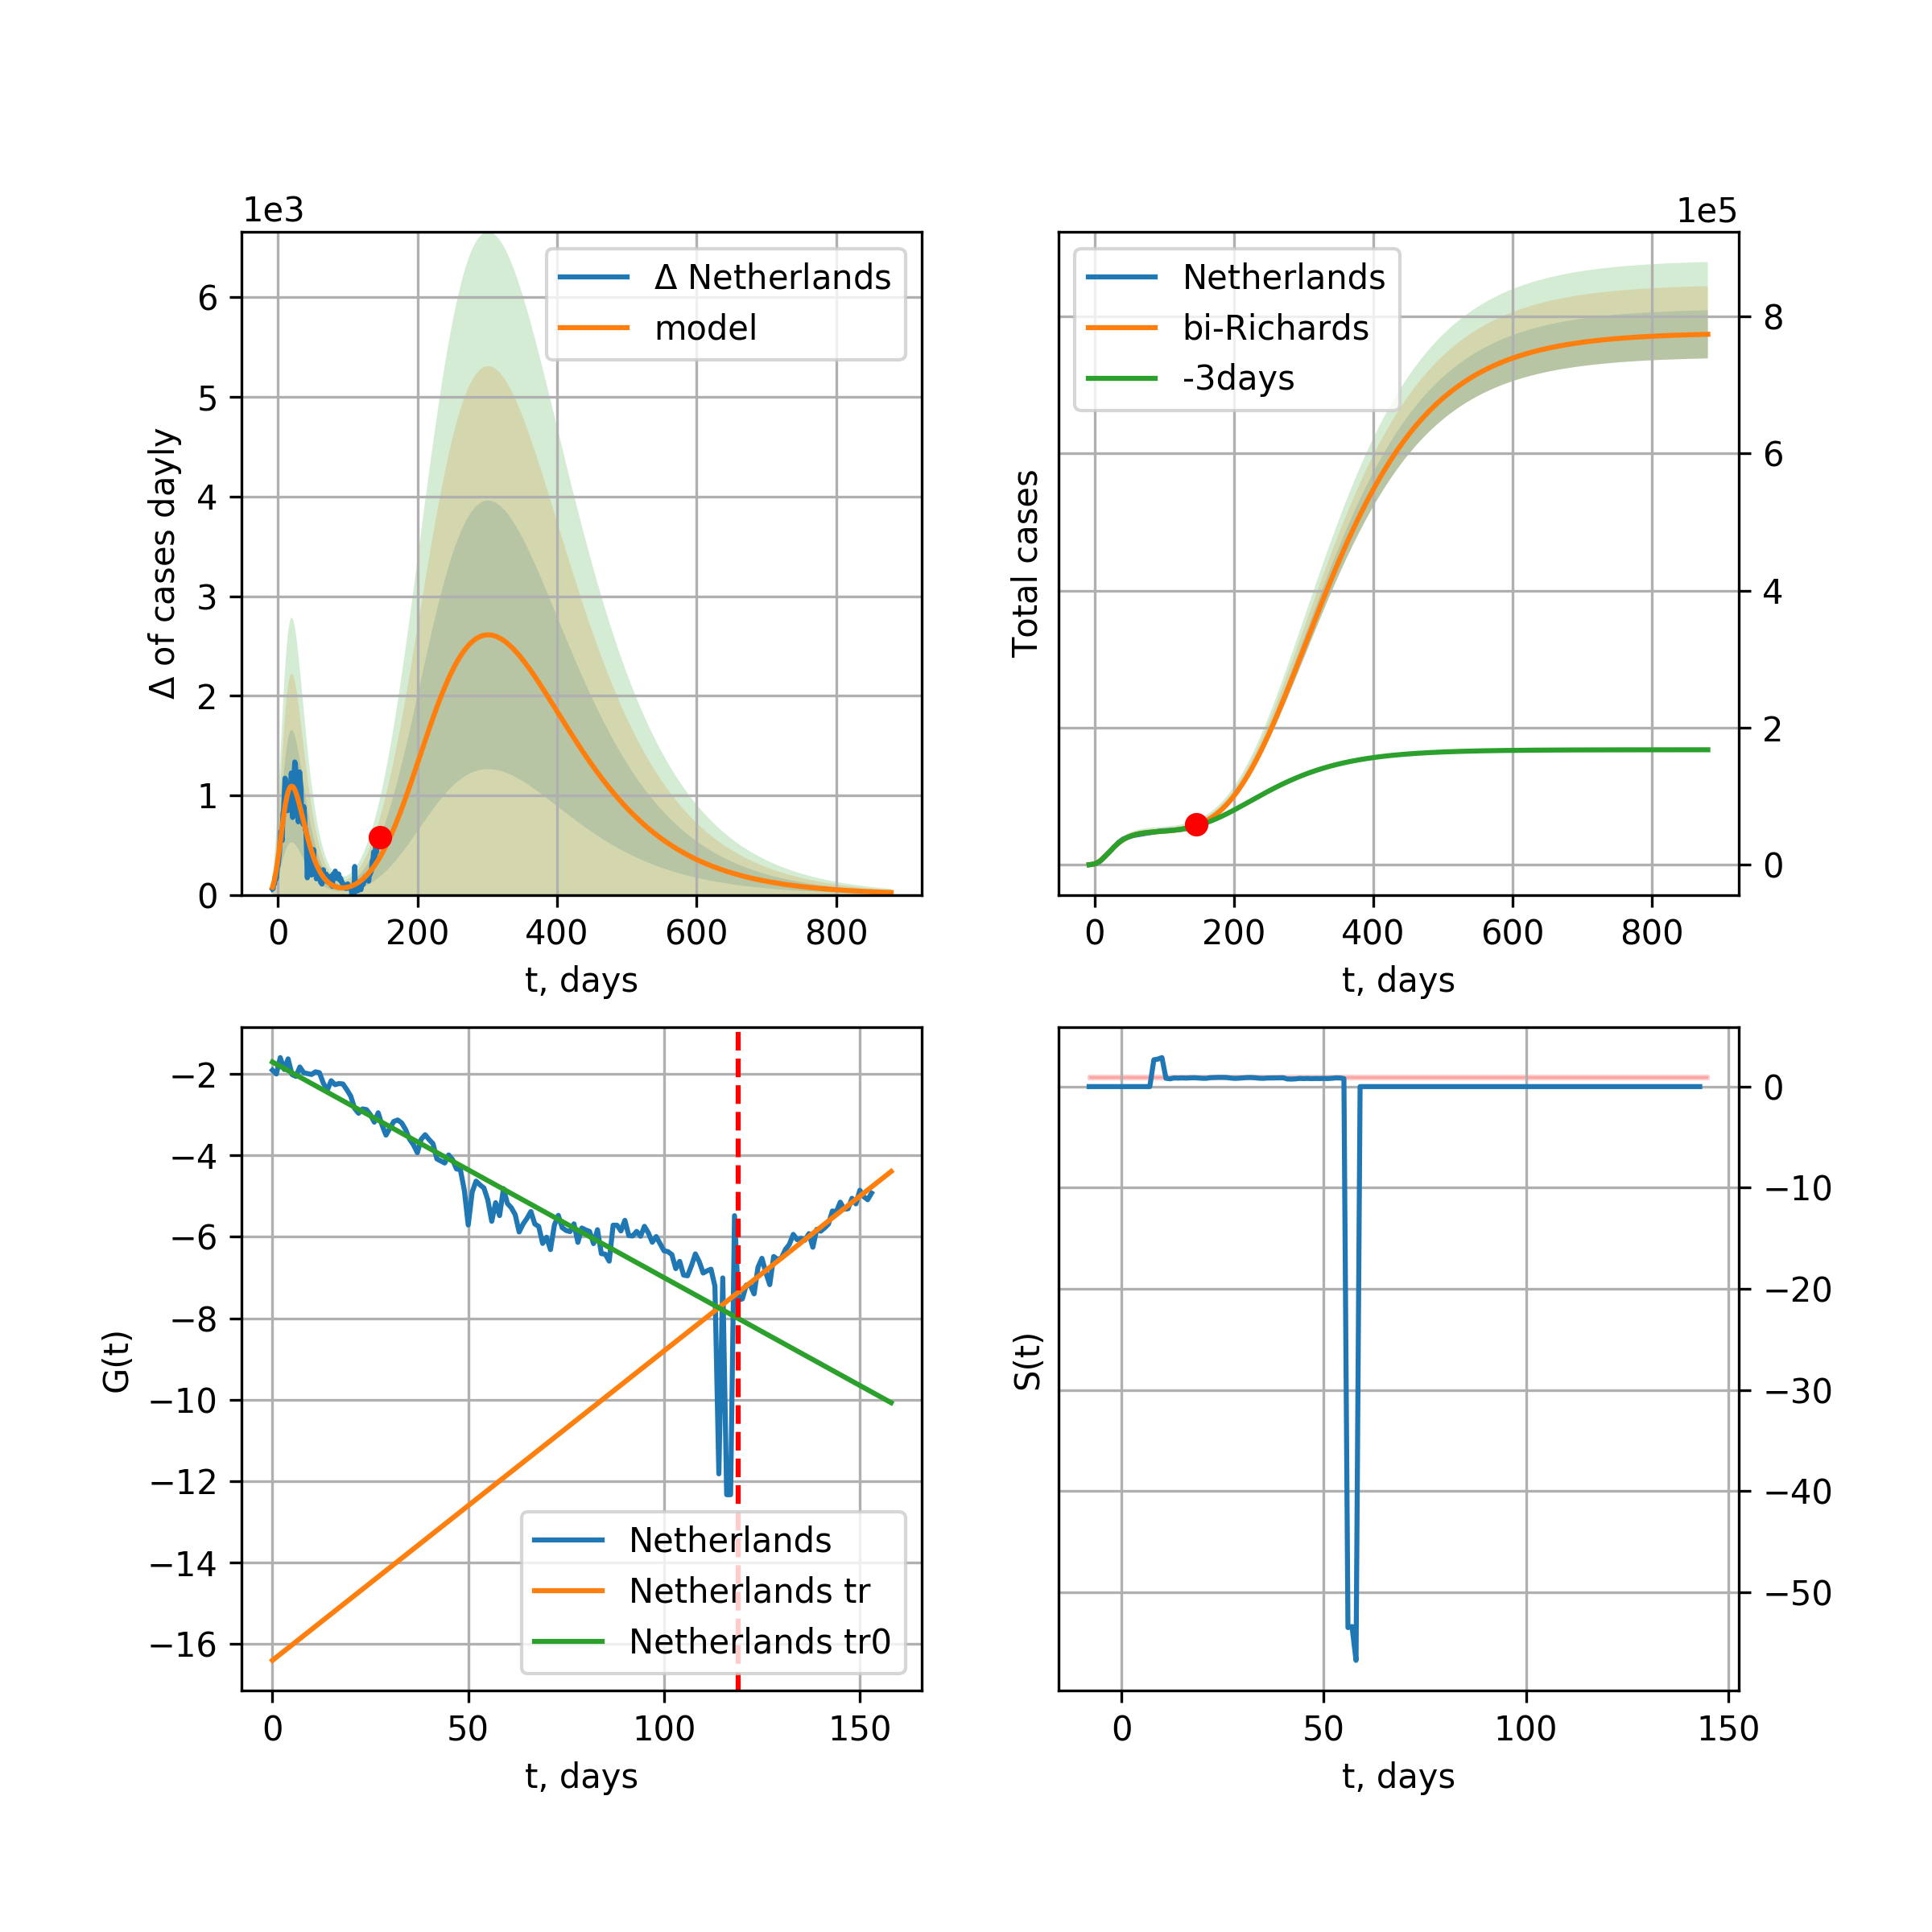 1e3
Δ of cases dayly
6
5
4
3
2
1
0
Δ Netherlands
model
0 200 400 600 800
t, days
1e5
Total cases
Netherlands
bi-Richards
-3days
8
6
4
2
0
0 200 400 600 800
t, days
G(t)
−2
−4
−6
−8
−10
−12
−14
−16
Netherlands
Netherlands tr
Netherlands tr0
0 50 100 150
t, days
S(t)
0
−10
−20
−30
−40
−50
0 50 100 150
t, days